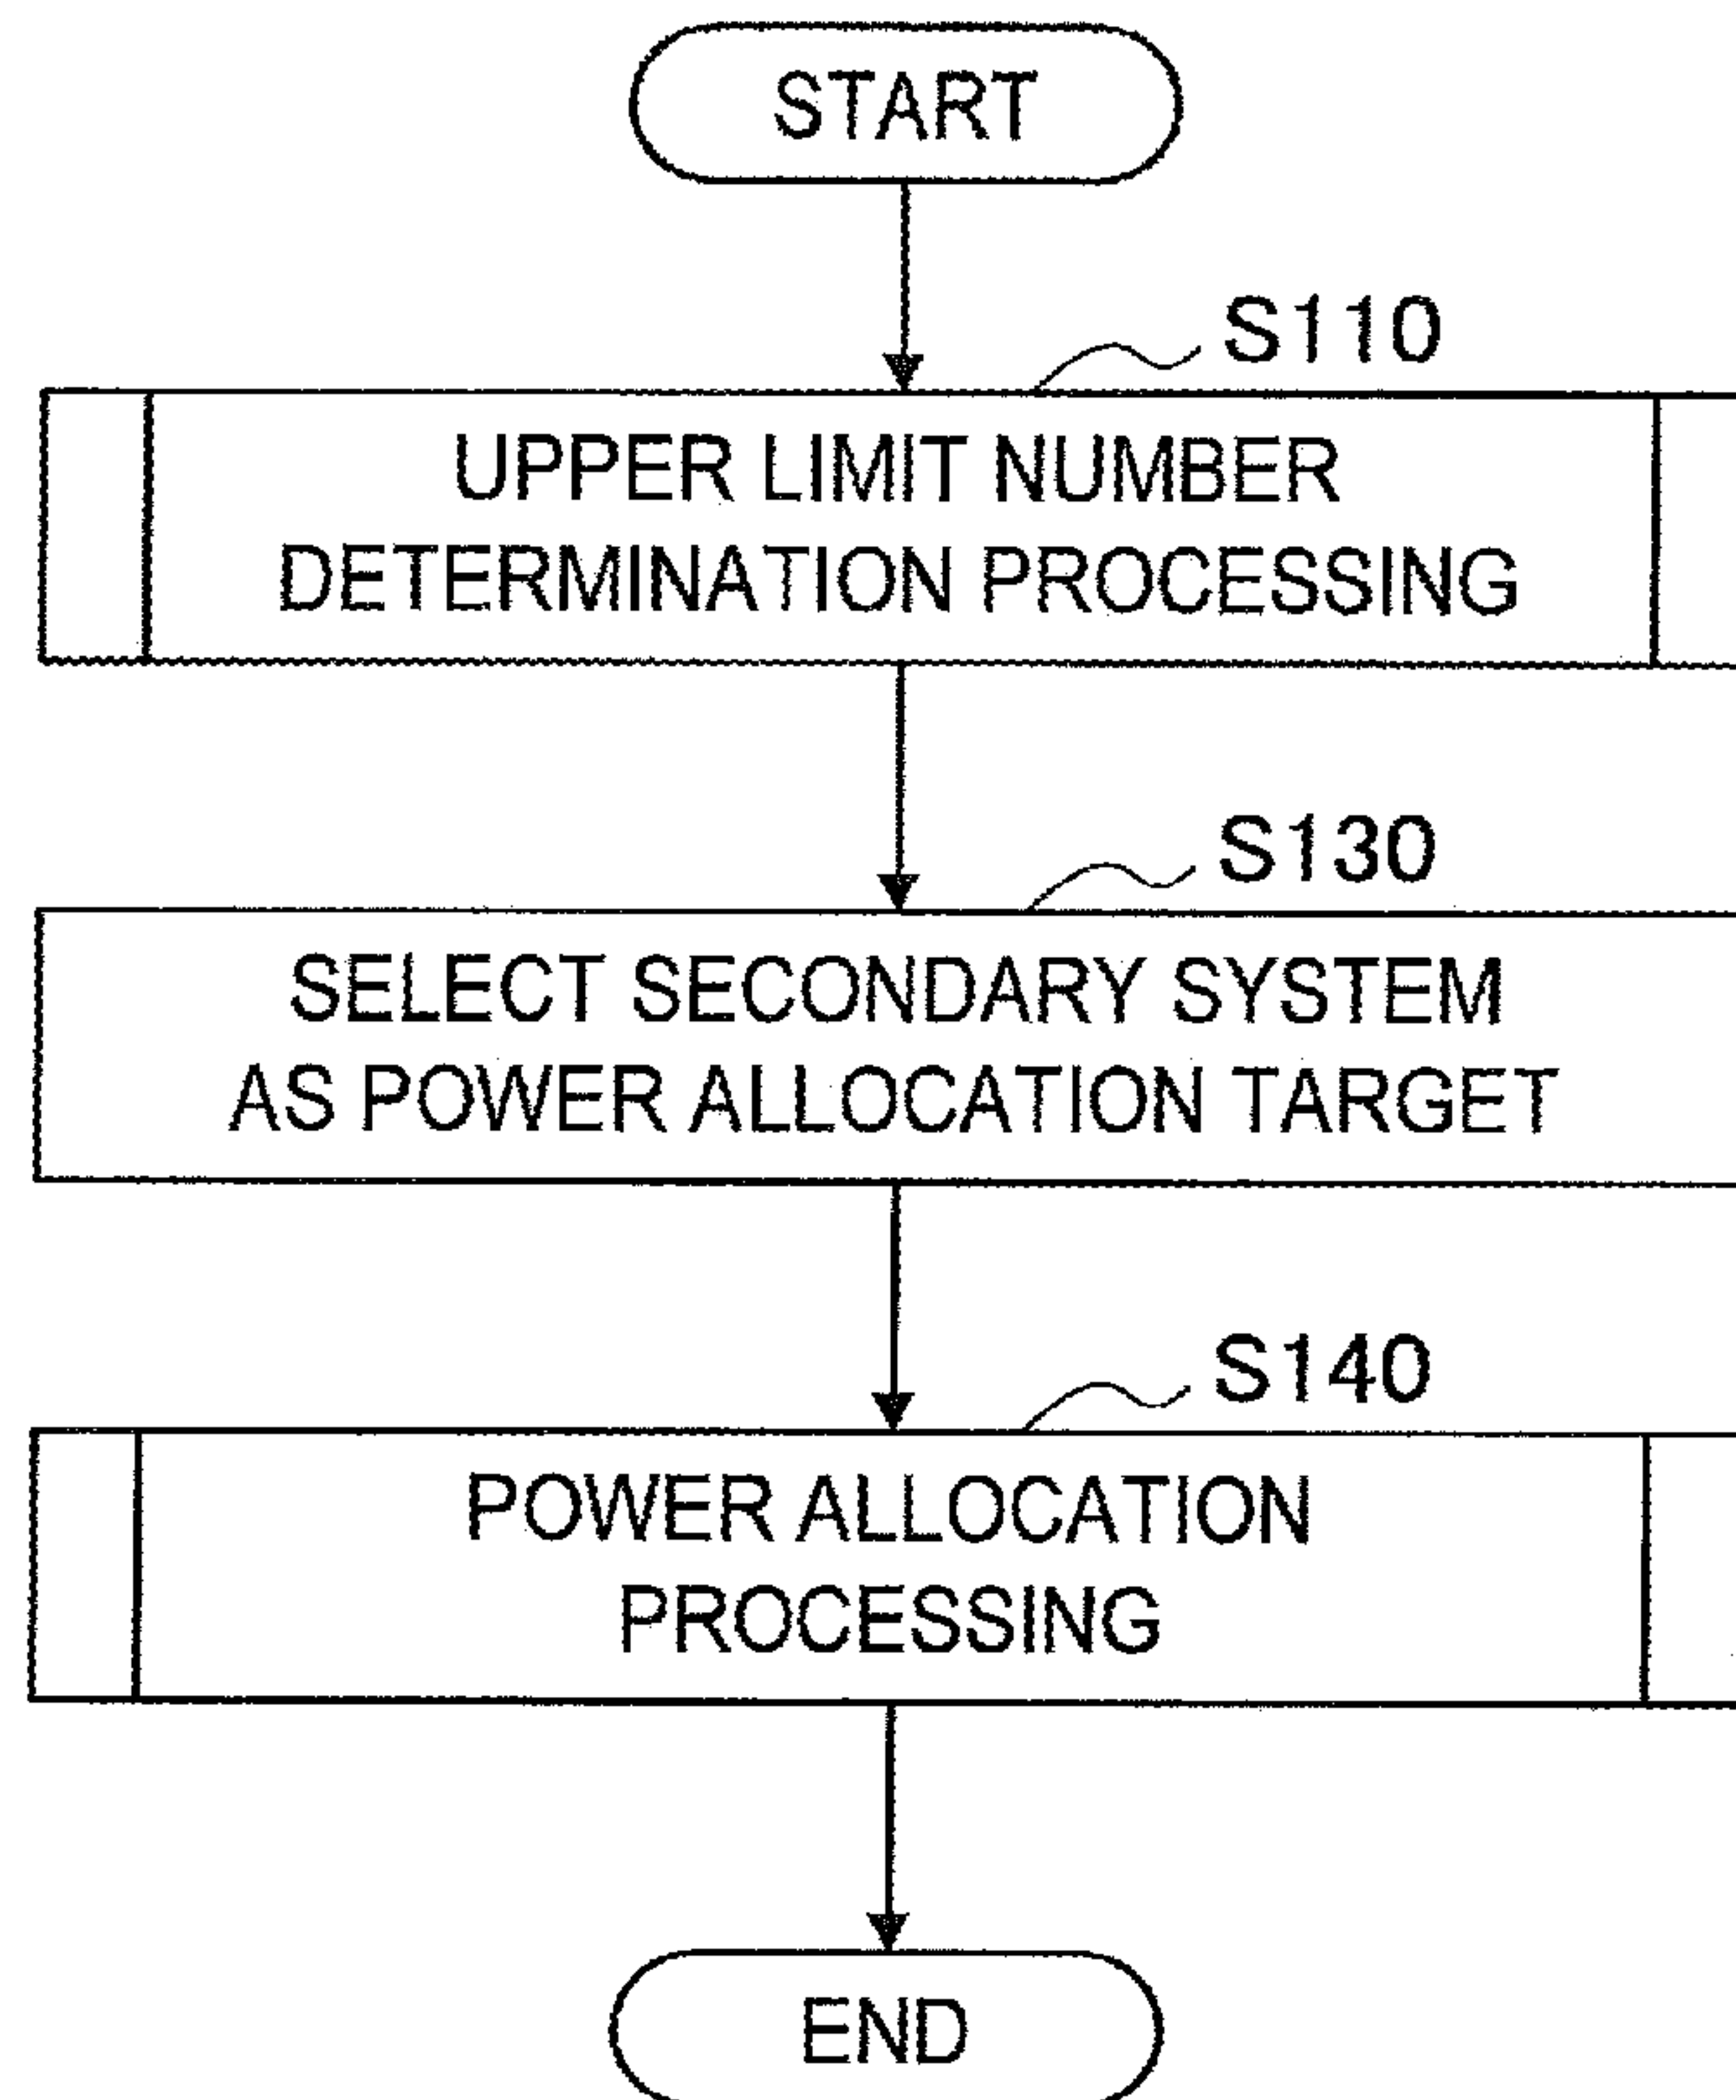 START
S110
UPPER LIMIT NUMBER
DETERMINATION PROCESSING
S130
SELECT SECONDARY SYSTEM
AS POWER ALLOCATION TARGET
S140
POWER ALLOCATION
PROCESSING
END